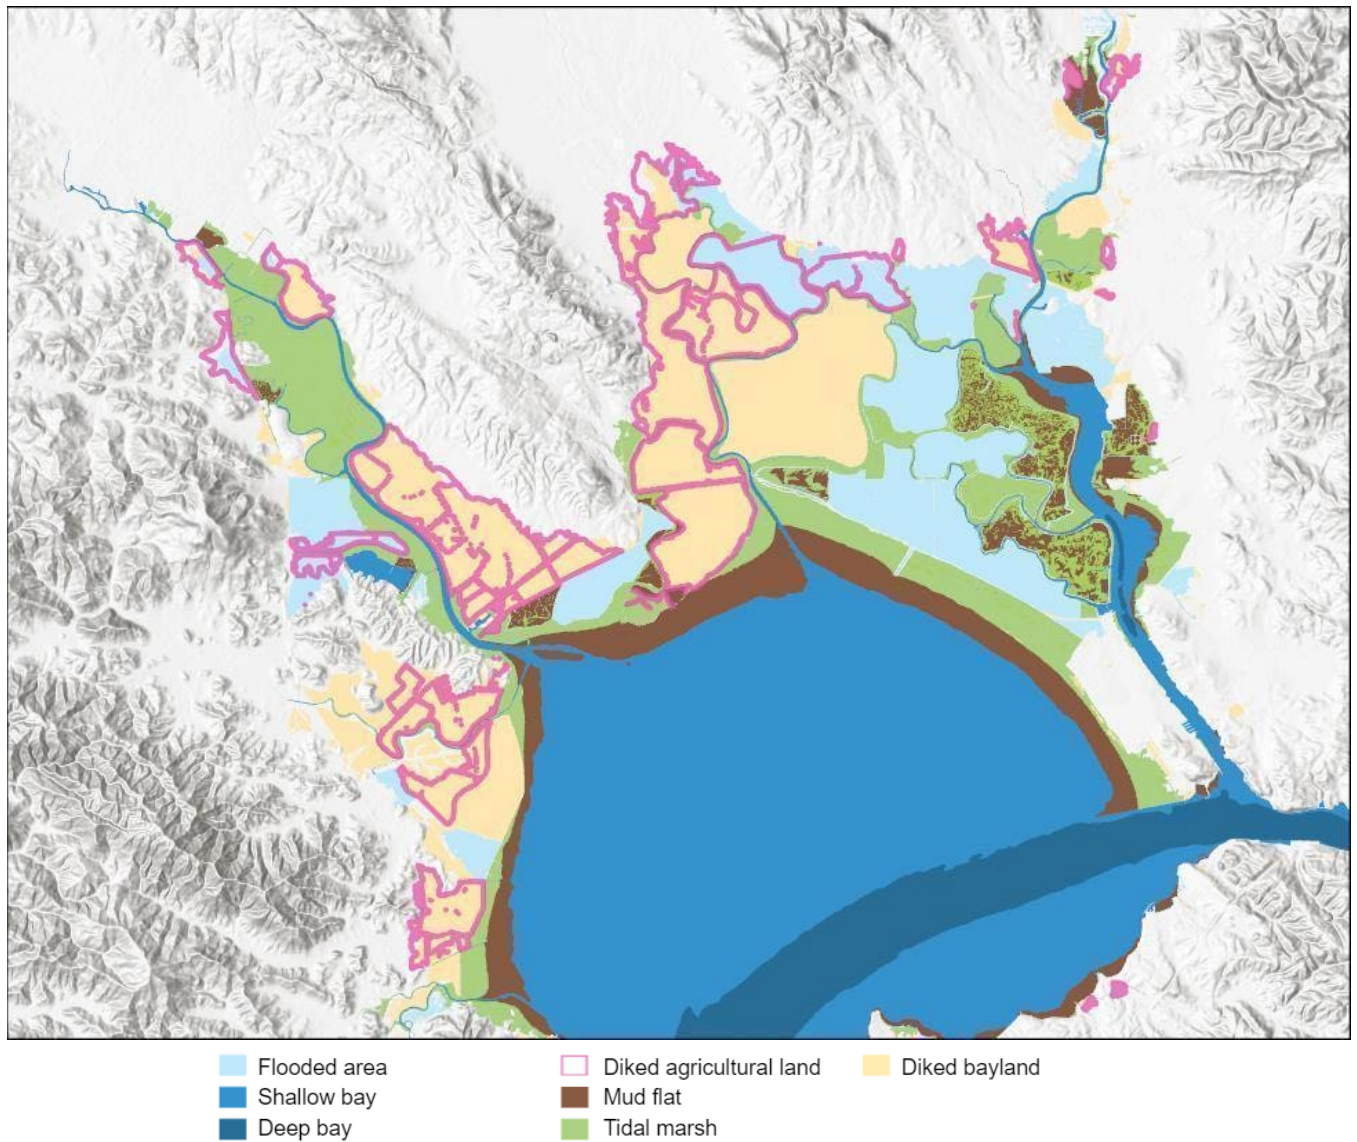 Flooded area
Diked agricultural land
Diked bayland
Shallow bay
Mud flat
Deep bay
Tidal marsh